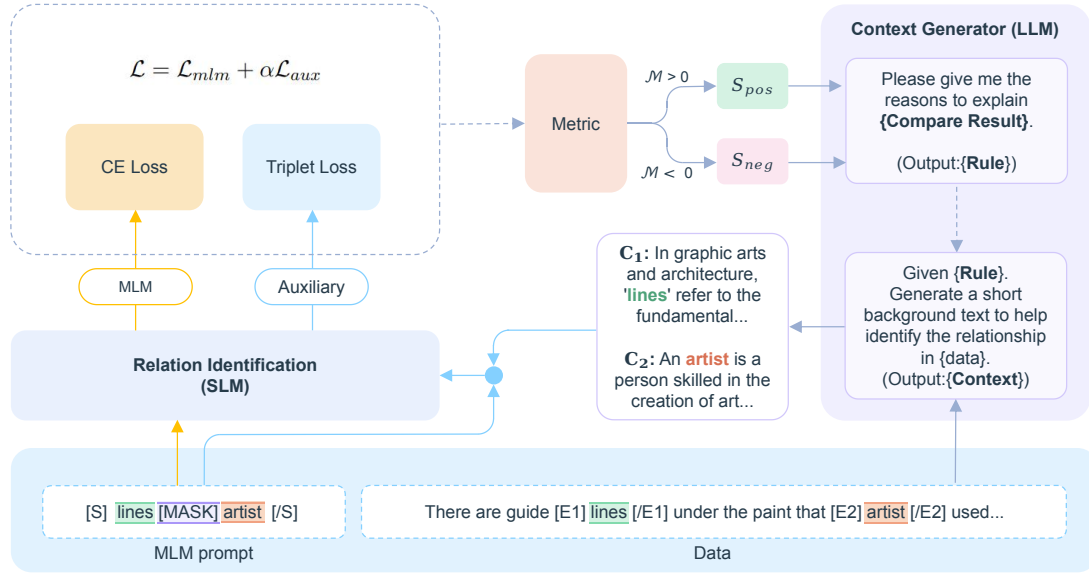 ℒ = ℒ_mlm + αℒ_aux
CE Loss
Triplet Loss
MLM
Auxiliary
Relation Identification
(SLM)
Metric
ℳ > 0
ℳ < 0
S_pos
S_neg
Context Generator (LLM)
Please give me the
reasons to explain
{Compare Result}.
(Output:{Rule})
Given {Rule}.
Generate a short
background text to help
identify the relationship
in {data}.
(Output:{Context})
C₁: In graphic arts
and architecture,
'lines' refer to the
fundamental...
C₂: An artist is a
person skilled in the
creation of art...
[S] lines [MASK] artist [/S]
MLM prompt
There are guide [E1] lines [/E1] under the paint that [E2] artist [/E2] used...
Data